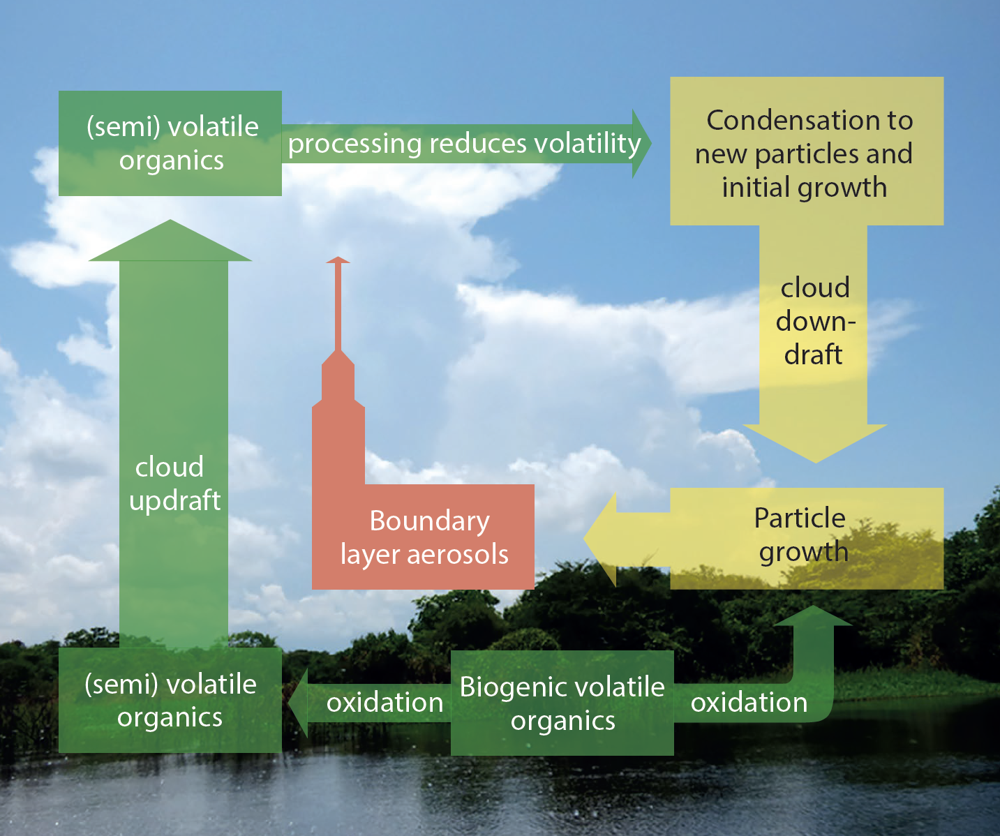 (semi) volatile
organics
processing reduces volatility
Condensation to
new particles and
initial growth
cloud
down-
draft
cloud
updraft
Boundary
layer aerosols
Particle
growth
(semi) volatile
organics
oxidation
Biogenic volatile
organics
oxidation